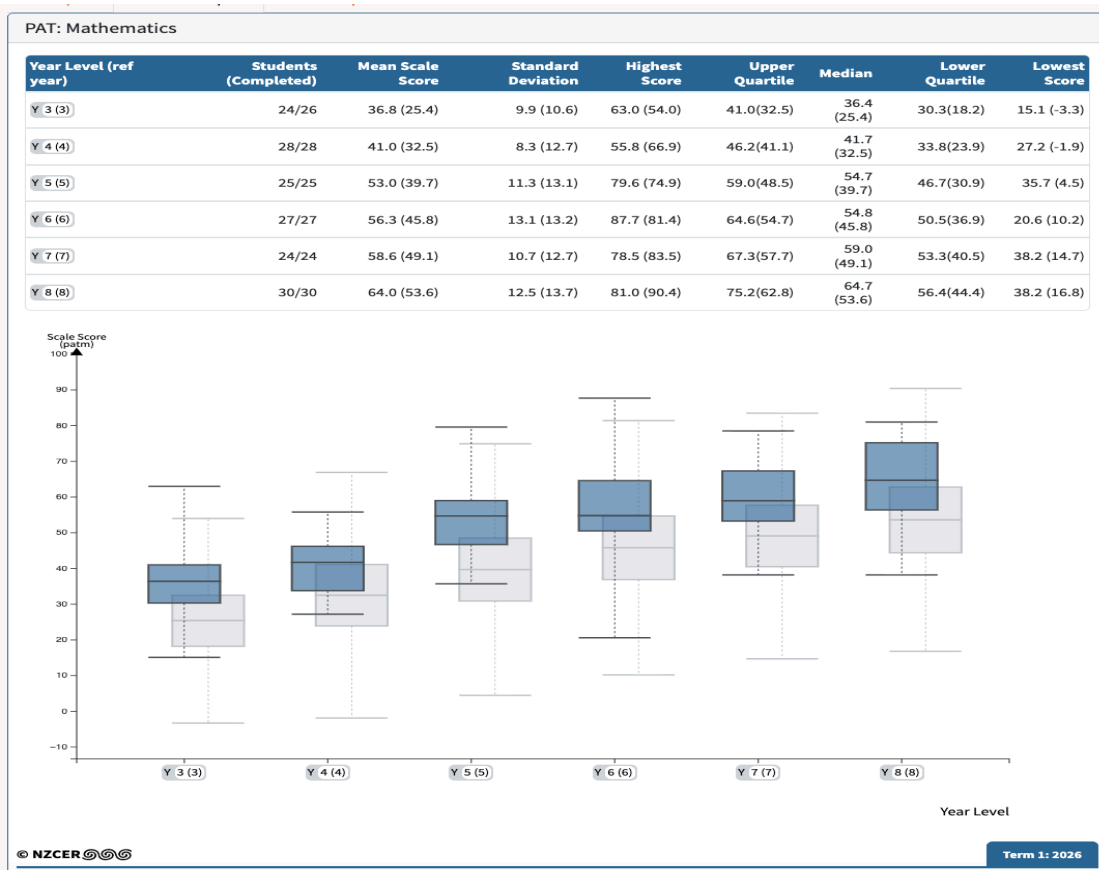 PAT: Mathematics
Year Level (ref year) Students (Completed) Mean Scale Score Standard Deviation Highest Score Upper Quartile Median Lower Quartile Lowest Score
Y 3 (3) 24/26 36.8 (25.4) 9.9 (10.6) 63.0 (54.0) 41.0(32.5) 36.4 (25.4) 30.3(18.2) 15.1 (-3.3)
Y 4 (4) 28/28 41.0 (32.5) 8.3 (12.7) 55.8 (66.9) 46.2(41.1) 41.7 (32.5) 33.8(23.9) 27.2 (-1.9)
Y 5 (5) 25/25 53.0 (39.7) 11.3 (13.1) 79.6 (74.9) 59.0(48.5) 54.7 (39.7) 46.7(30.9) 35.7 (4.5)
Y 6 (6) 27/27 56.3 (45.8) 13.1 (13.2) 87.7 (81.4) 64.6(54.7) 54.8 (45.8) 50.5(36.9) 20.6 (10.2)
Y 7 (7) 24/24 58.6 (49.1) 10.7 (12.7) 78.5 (83.5) 67.3(57.7) 59.0 (49.1) 53.3(40.5) 38.2 (14.7)
Y 8 (8) 30/30 64.0 (53.6) 12.5 (13.7) 81.0 (90.4) 75.2(62.8) 64.7 (53.6) 56.4(44.4) 38.2 (16.8)
Scale Score
(patm)
100
90
80
70
60
50
40
30
20
10
0
−10
Y 3 (3) Y 4 (4) Y 5 (5) Y 6 (6) Y 7 (7) Y 8 (8)
Year Level
© NZCER
Term 1: 2026